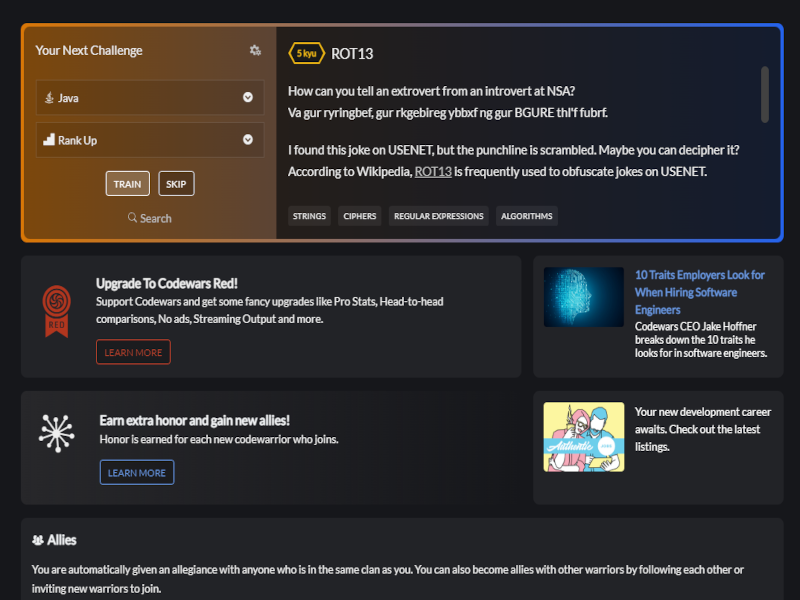 Your Next Challenge
Java
Rank Up
TRAIN
SKIP
Search
5 kyu
ROT13
How can you tell an extrovert from an introvert at NSA?
Va gur ryringbef, gur rkgebireg ybbxf ng gur BGURE thl'f fubrf.
I found this joke on USENET, but the punchline is scrambled. Maybe you can decipher it?
According to Wikipedia, ROT13 is frequently used to obfuscate jokes on USENET.
STRINGS
CIPHERS
REGULAR EXPRESSIONS
ALGORITHMS
RED
Upgrade To Codewars Red!
Support Codewars and get some fancy upgrades like Pro Stats, Head-to-head
comparisons, No ads, Streaming Output and more.
LEARN MORE
10 Traits Employers Look for
When Hiring Software
Engineers
Codewars CEO Jake Hoffner
breaks down the 10 traits he
looks for in software engineers.
Earn extra honor and gain new allies!
Honor is earned for each new codewarrior who joins.
LEARN MORE
Authentic
Your new development career
awaits. Check out the latest
listings.
Allies
You are automatically given an allegiance with anyone who is in the same clan as you. You can also become allies with other warriors by following each other or
inviting new warriors to join.